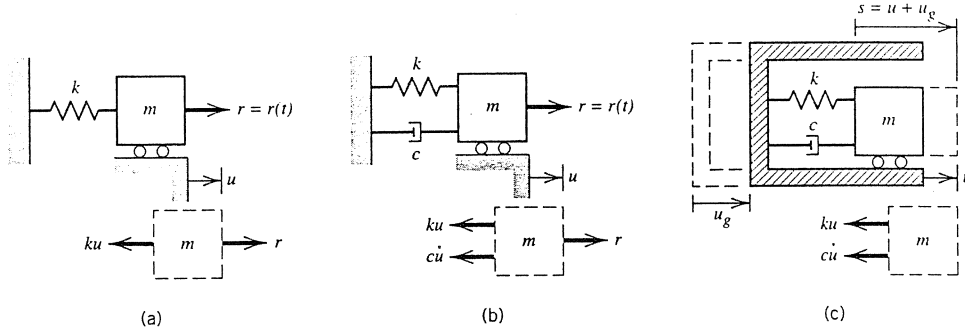 k
m
r = r(t)
u
ku
m
r
(a)
k
c
m
r = r(t)
u
ku
cu̇
m
r
(b)
s = u + u_g
k
c
m
u_g
ku
cu̇
m
(c)